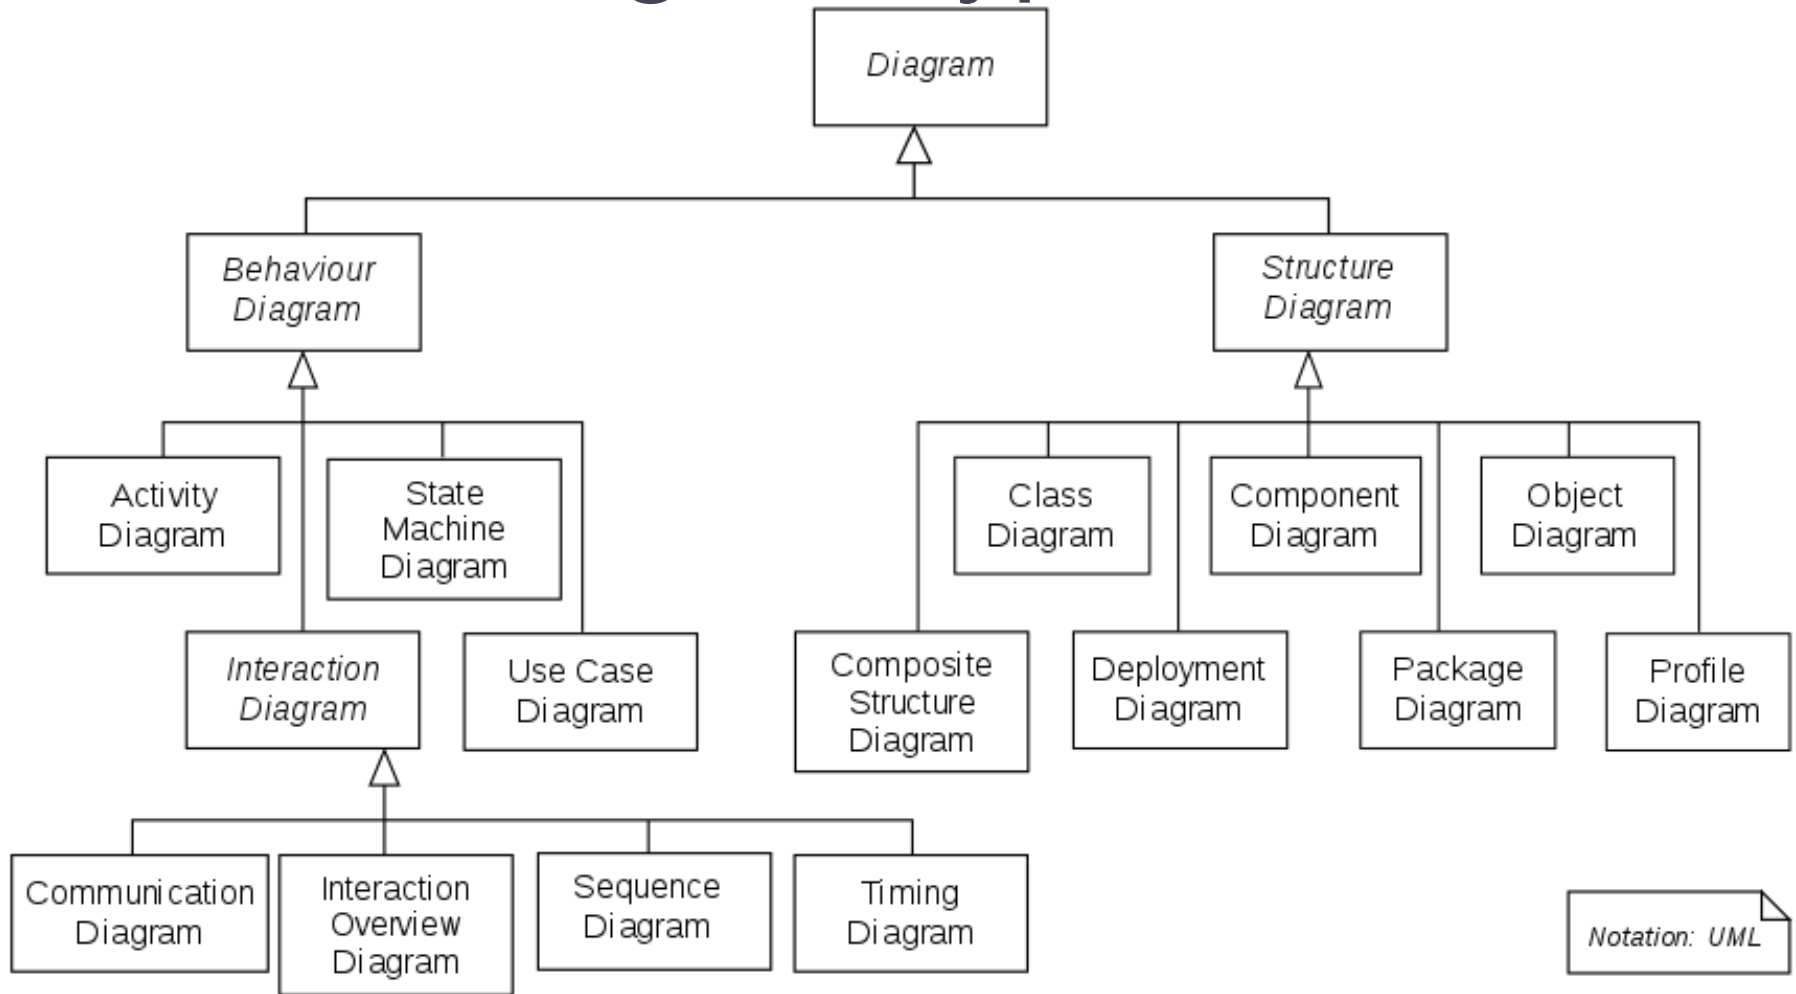 Diagram
Behaviour
Diagram
Structure
Diagram
Activity
Diagram
State
Machine
Diagram
Class
Diagram
Component
Diagram
Object
Diagram
Interaction
Diagram
Use Case
Diagram
Composite
Structure
Diagram
Deployment
Diagram
Package
Diagram
Profile
Diagram
Communication
Diagram
Interaction
Overview
Diagram
Sequence
Diagram
Timing
Diagram
Notation: UML